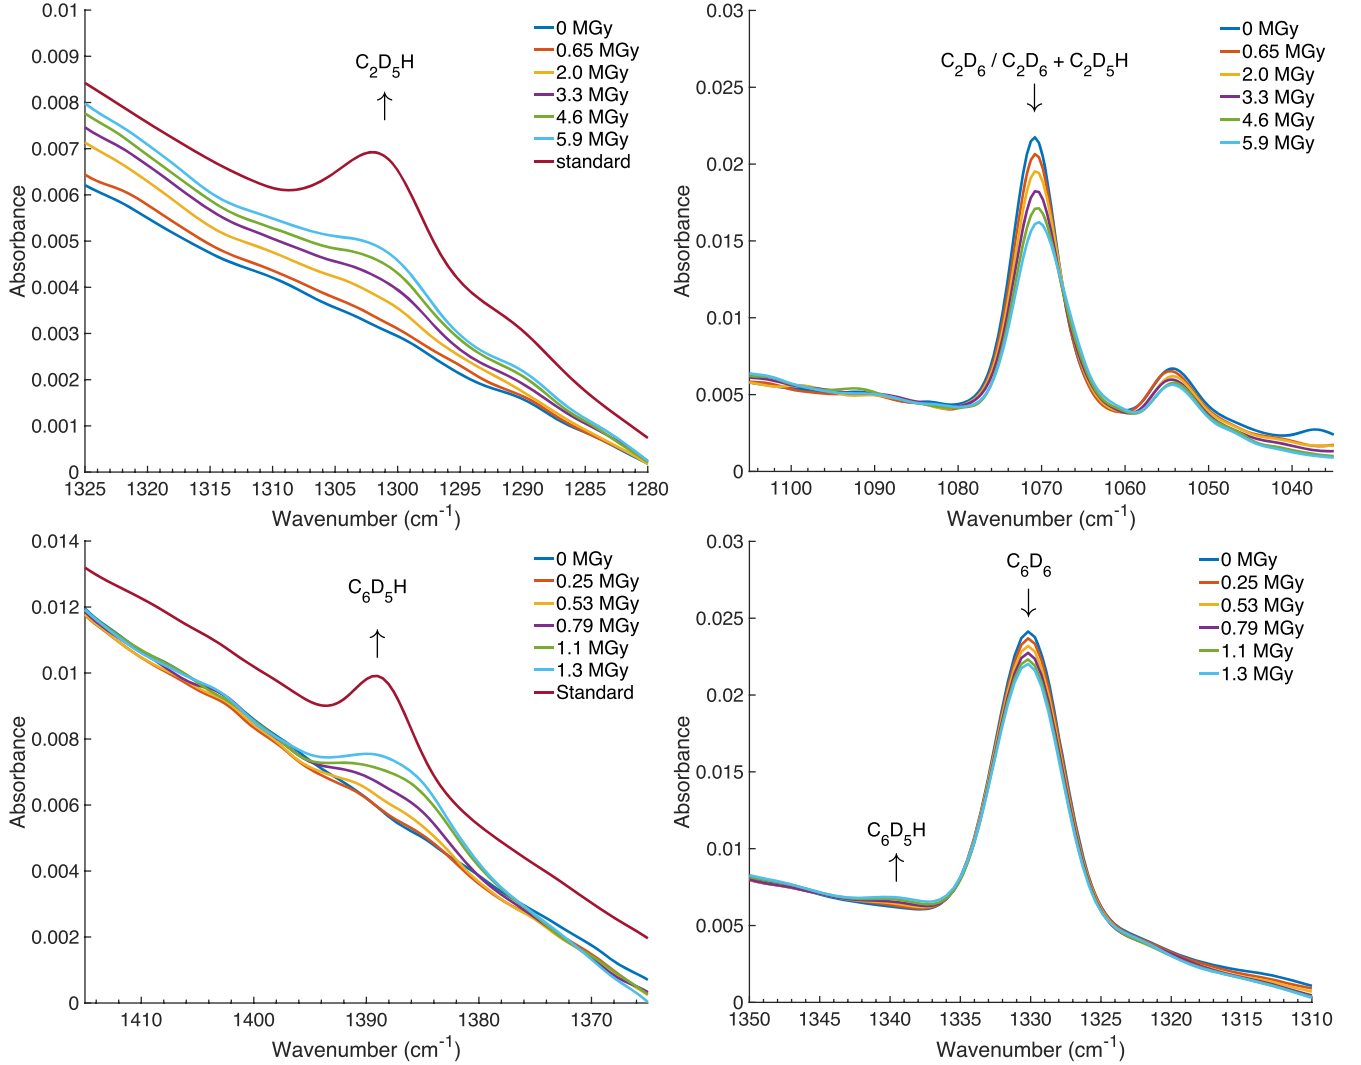 0.01
0.009
0.008
0.007
0.006
0.005
0.004
0.003
0.002
0.001
0
Absorbance
C2D5H
↑
0 MGy
0.65 MGy
2.0 MGy
3.3 MGy
4.6 MGy
5.9 MGy
standard
1325 1320 1315 1310 1305 1300 1295 1290 1285 1280
Wavenumber (cm-1)
0.03
0.025
0.02
0.015
0.01
0.005
0
Absorbance
C2D6 / C2D6 + C2D5H
↓
0 MGy
0.65 MGy
2.0 MGy
3.3 MGy
4.6 MGy
5.9 MGy
1100 1090 1080 1070 1060 1050 1040
Wavenumber (cm-1)
0.014
0.012
0.01
0.008
0.006
0.004
0.002
0
Absorbance
C6D5H
↑
0 MGy
0.25 MGy
0.53 MGy
0.79 MGy
1.1 MGy
1.3 MGy
Standard
1410 1400 1390 1380 1370
Wavenumber (cm-1)
0.03
0.025
0.02
0.015
0.01
0.005
0
Absorbance
C6D6
↓
C6D5H
↑
0 MGy
0.25 MGy
0.53 MGy
0.79 MGy
1.1 MGy
1.3 MGy
1350 1345 1340 1335 1330 1325 1320 1315 1310
Wavenumber (cm-1)